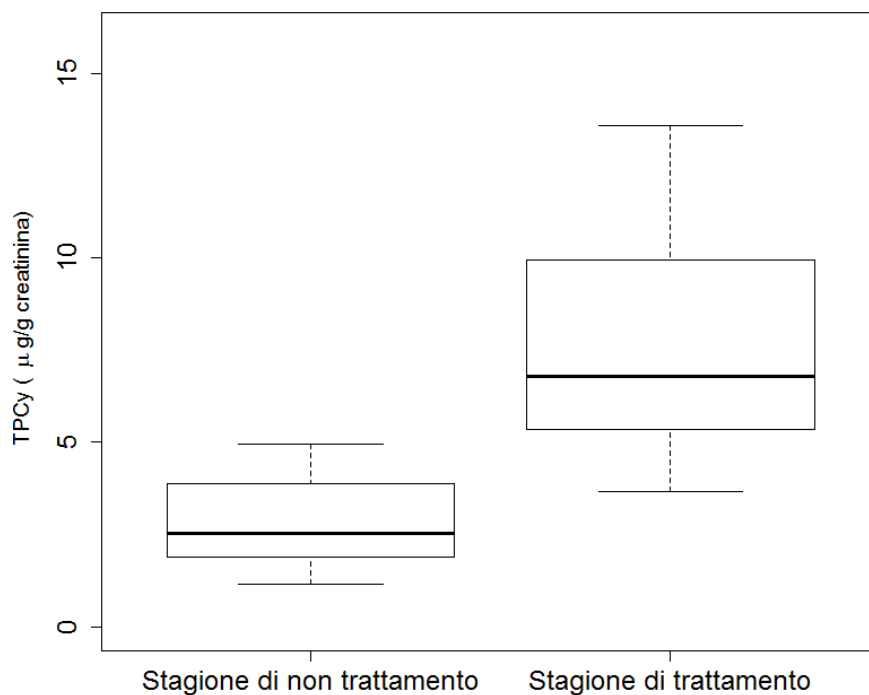 15
10
5
0
TPCy ( μ g/g creatinina)
Stagione di non trattamento
Stagione di trattamento